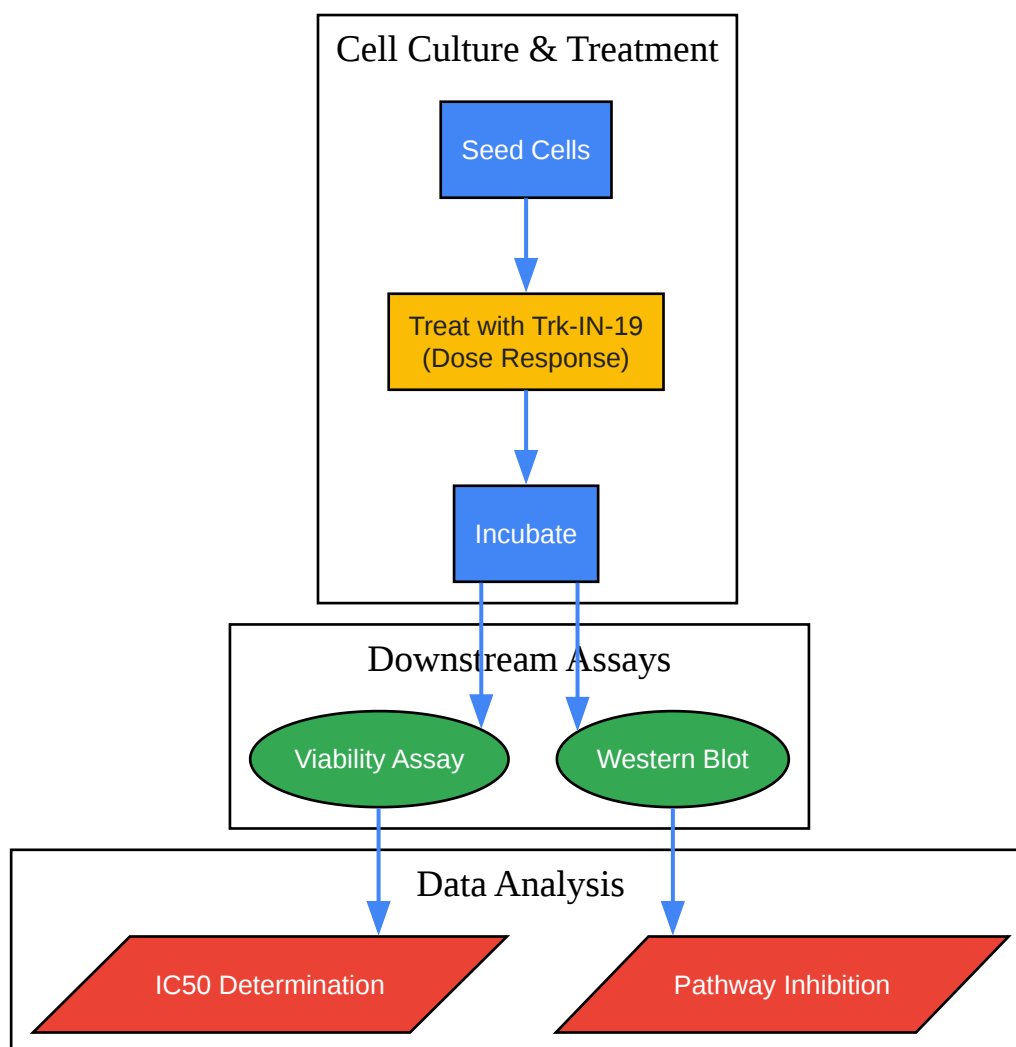 Cell Culture & Treatment
Seed Cells
Treat with Trk-IN-19
(Dose Response)
Incubate
Downstream Assays
Viability Assay
Western Blot
Data Analysis
IC50 Determination
Pathway Inhibition